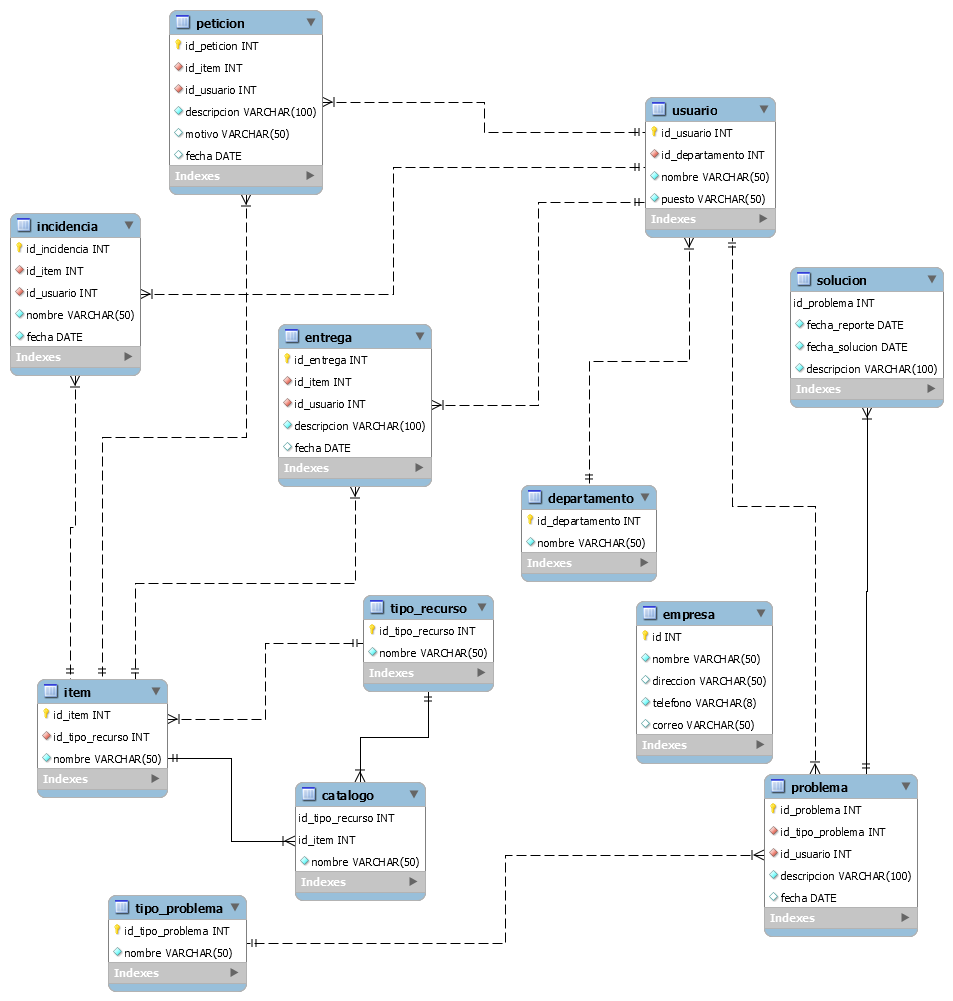 peticion
id_peticion INT
id_item INT
id_usuario INT
descripcion VARCHAR(100)
motivo VARCHAR(50)
fecha DATE
Indexes
usuario
id_usuario INT
id_departamento INT
nombre VARCHAR(50)
puesto VARCHAR(50)
Indexes
incidencia
id_incidencia INT
id_item INT
id_usuario INT
nombre VARCHAR(50)
fecha DATE
Indexes
solucion
id_problema INT
fecha_reporte DATE
fecha_solucion DATE
descripcion VARCHAR(100)
Indexes
entrega
id_entrega INT
id_item INT
id_usuario INT
descripcion VARCHAR(100)
fecha DATE
Indexes
departamento
id_departamento INT
nombre VARCHAR(50)
Indexes
tipo_recurso
id_tipo_recurso INT
nombre VARCHAR(50)
Indexes
empresa
id INT
nombre VARCHAR(50)
direccion VARCHAR(50)
telefono VARCHAR(8)
correo VARCHAR(50)
Indexes
item
id_item INT
id_tipo_recurso INT
nombre VARCHAR(50)
Indexes
catalogo
id_tipo_recurso INT
id_item INT
nombre VARCHAR(50)
Indexes
problema
id_problema INT
id_tipo_problema INT
id_usuario INT
descripcion VARCHAR(100)
fecha DATE
Indexes
tipo_problema
id_tipo_problema INT
nombre VARCHAR(50)
Indexes